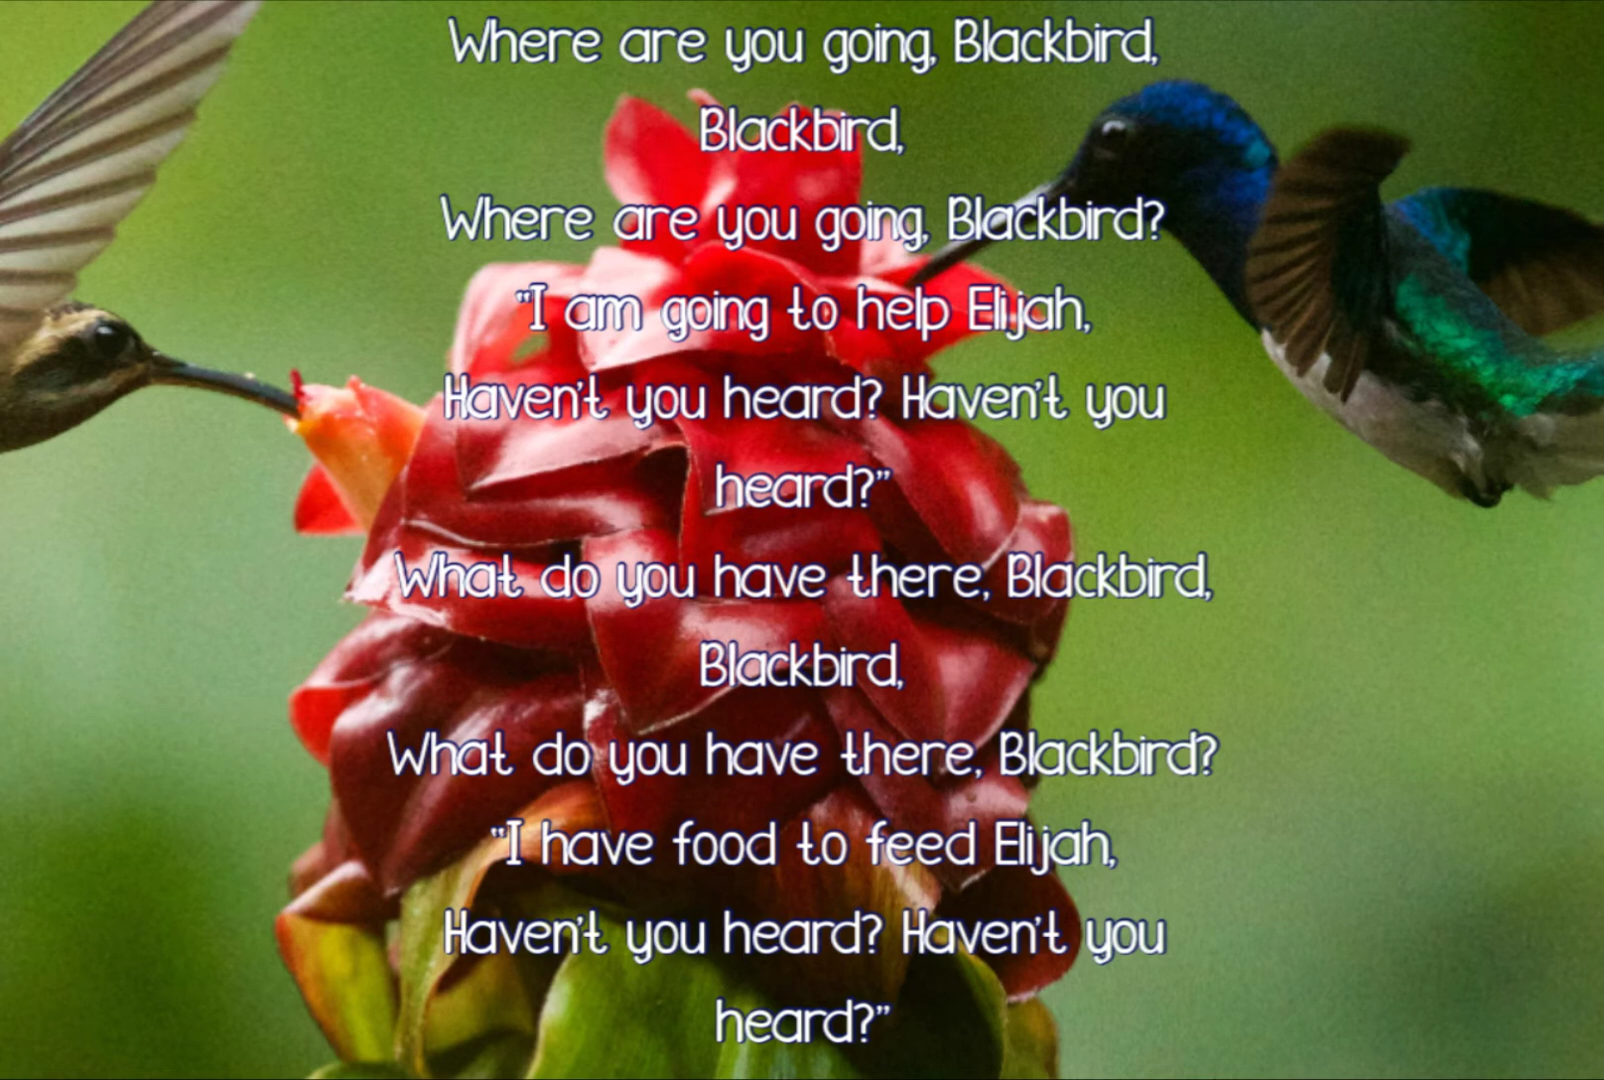 Where are you going, Blackbird,
Blackbird,
Where are you going, Blackbird?
"I am going to help Elijah,
Haven't you heard? Haven't you
heard?"
What do you have there, Blackbird,
Blackbird,
What do you have there, Blackbird?
"I have food to feed Elijah,
Haven't you heard? Haven't you
heard?"